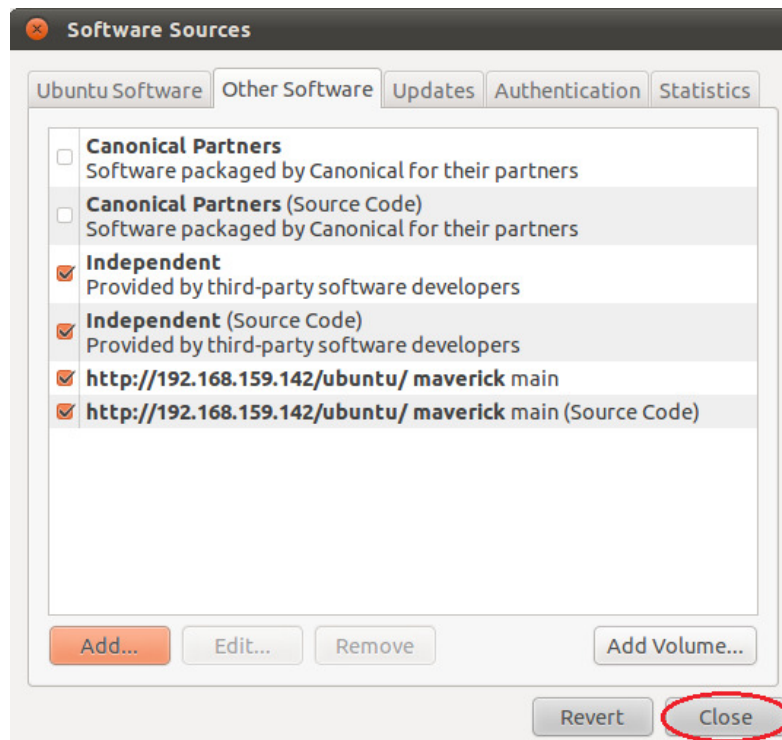 Software Sources
Ubuntu Software Other Software Updates Authentication Statistics
Canonical Partners
Software packaged by Canonical for their partners
Canonical Partners (Source Code)
Software packaged by Canonical for their partners
Independent
Provided by third-party software developers
Independent (Source Code)
Provided by third-party software developers
http://192.168.159.142/ubuntu/ maverick main
http://192.168.159.142/ubuntu/ maverick main (Source Code)
Add... Edit... Remove Add Volume...
Revert Close